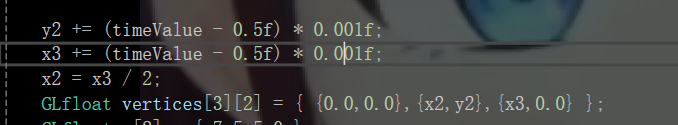 y2 += (timeValue - 0.5f) * 0.001f;
x3 += (timeValue - 0.5f) * 0.001f;
x2 = x3 / 2;
GLfloat vertices[3][2] = { {0.0,0.0}, {x2,y2}, {x3,0.0} };